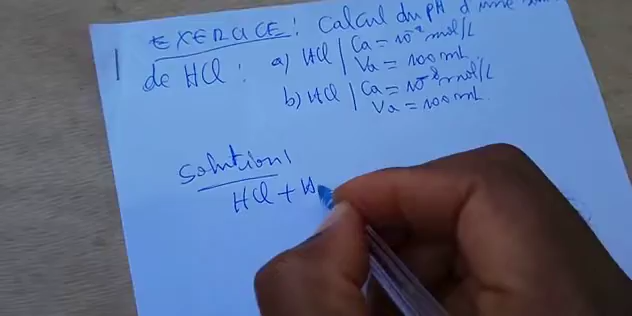 EXERCICE: Calcul du pH d'une
de HCl: a) HCl | Ca = 10⁻² mol/L
Va = 100 mL
b) HCl | Ca = 10⁻⁸ mol/L
Va = 100 mL
Solution:
HCl + H